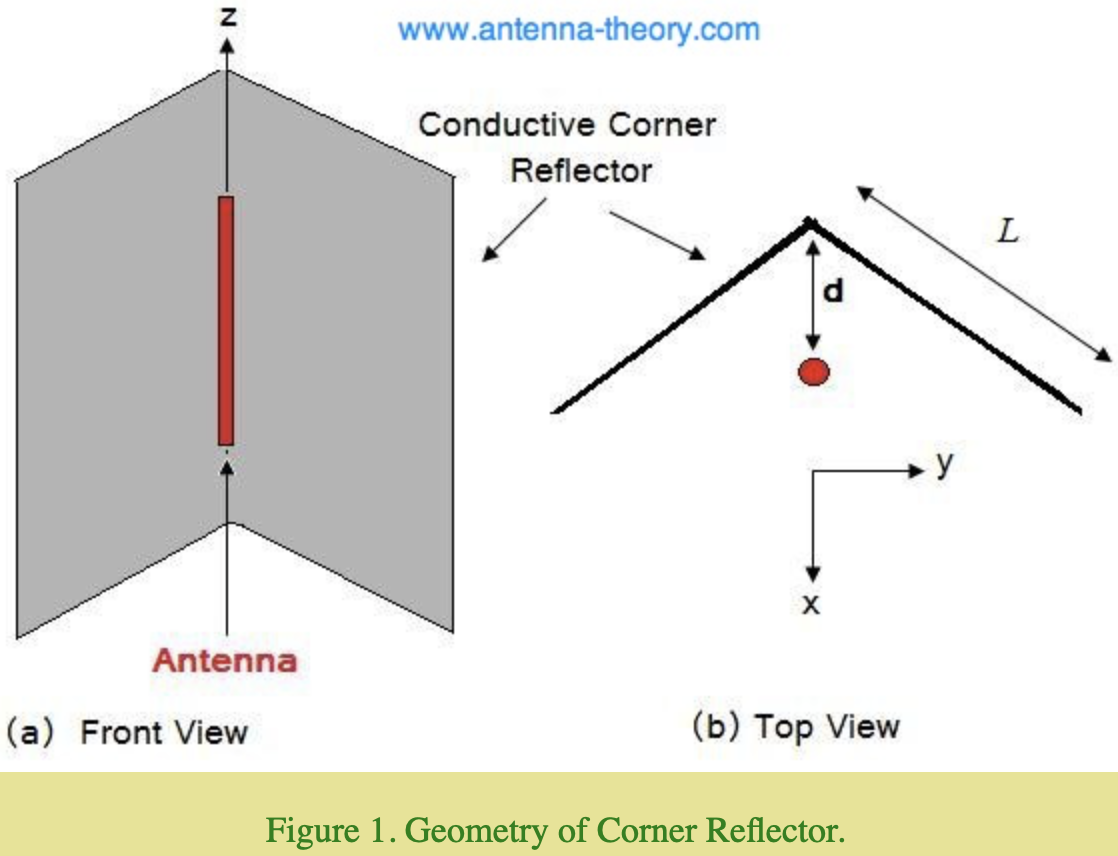 z
www.antenna-theory.com
Conductive Corner
Reflector
L
d
y
x
Antenna
(a) Front View
(b) Top View
Figure 1. Geometry of Corner Reflector.